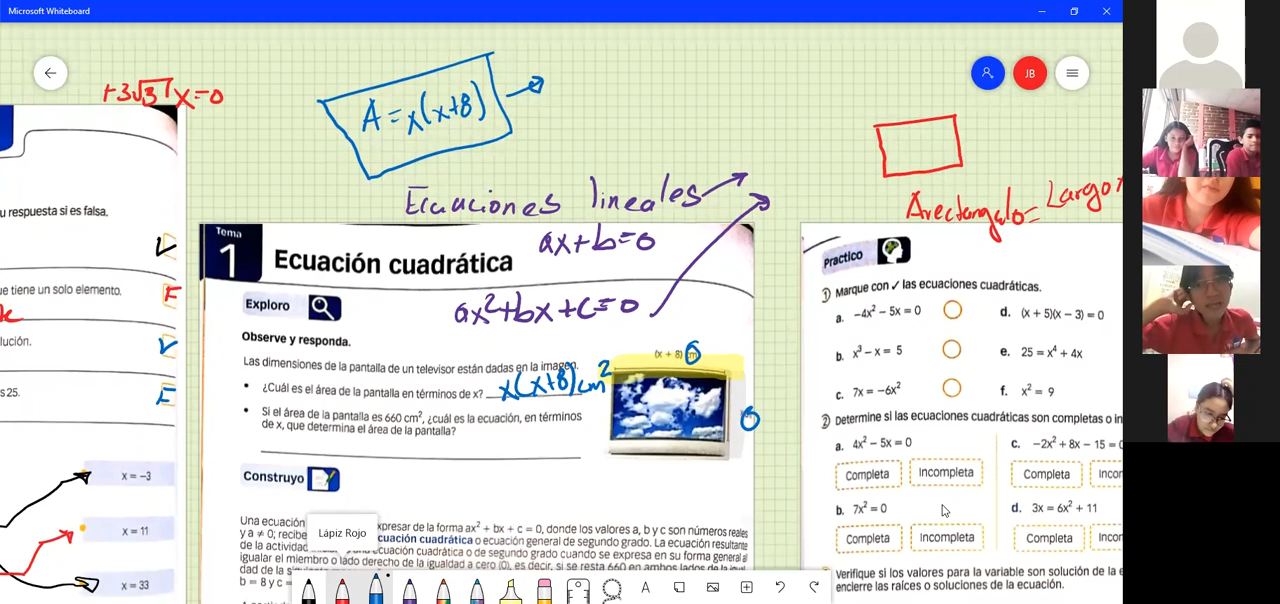 Microsoft Whiteboard
+3√37 x=0
A = x(x+8)
JB
Ecuaciones lineales
ax+b=0
ax²+bx+c=0
A rectangulo= Largo
u respuesta si es falsa.
V
ue tiene un solo elemento.
F
lución.
V
s 25.
F
x = -3
x = 11
x = 33
Tema
1
Ecuación cuadrática
Exploro
Observe y responda.
Las dimensiones de la pantalla de un televisor están dadas en la imagen.
(x + 8)
• ¿Cuál es el área de la pantalla en términos de x? x(x+8) cm²
• Si el área de la pantalla es 660 cm², ¿cuál es la ecuación, en términos
de x, que determina el área de la pantalla?
Construyo
Una ecuación
xpresar de la forma ax² + bx + c = 0, donde los valores a, b y c son números reales
y a ≠ 0; recibe
cuación cuadrática o ecuación general de segundo grado. La ecuación resultante
de la actividad
cuación cuadrática o de segundo grado cuando se expresa en su forma general al
igualar el miembro o lado derecho de la igualdad a cero (0), es decir, si se resta 660 en ambos lados de la
dad de la
b = 8 y c =
Lápiz Rojo
Practico
1 Marque con ✓ las ecuaciones cuadráticas.
a. -4x² - 5x = 0
d. (x + 5)(x - 3) = 0
b. x³ - x = 5
e. 25 = x⁴ + 4x
c. 7x = -6x²
f. x² = 9
2 Determine si las ecuaciones cuadráticas son completas o in
a. 4x² - 5x = 0
c. -2x² + 8x - 15 =
Completa
Incompleta
Completa
Incor
b. 7x² = 0
d. 3x = 6x² + 11
Completa
Incompleta
Completa
Incon
Verifique si los valores para la variable son solución de la e
encierre las raíces o soluciones de la ecuación.